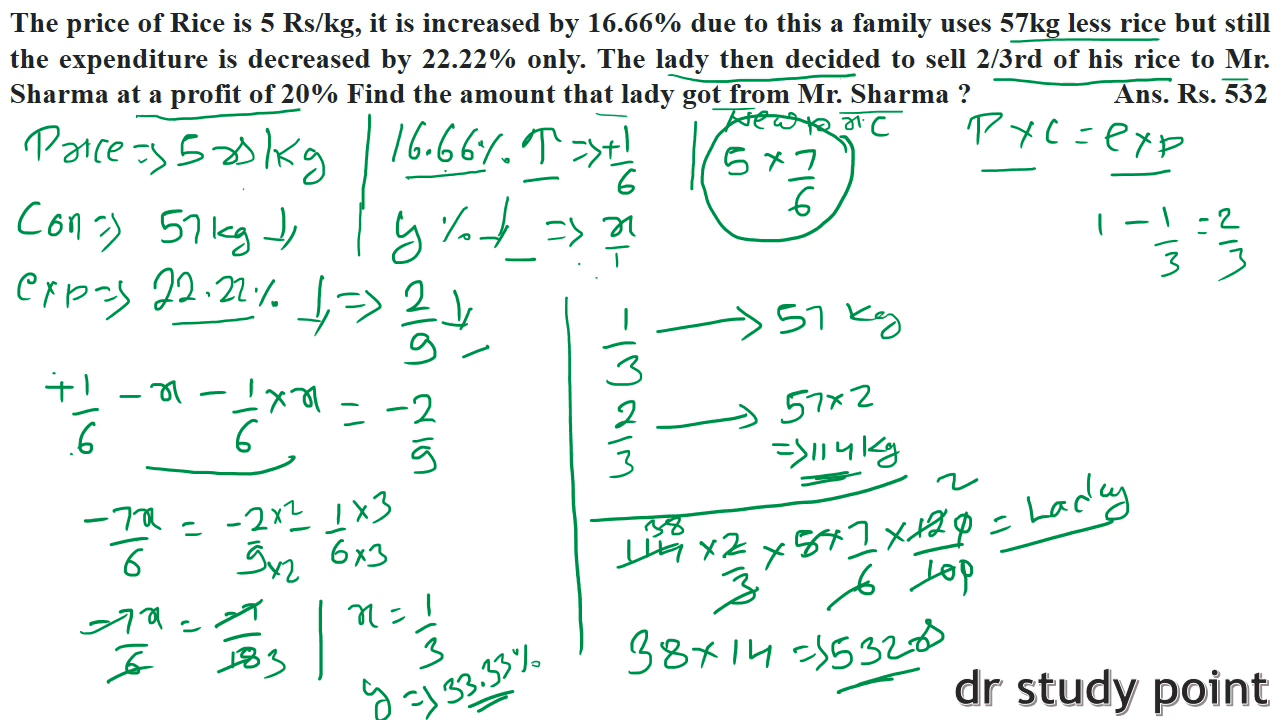 The price of Rice is 5 Rs/kg, it is increased by 16.66% due to this a family uses 57kg less rice but still
the expenditure is decreased by 22.22% only. The lady then decided to sell 2/3rd of his rice to Mr.
Sharma at a profit of 20% Find the amount that lady got from Mr. Sharma ? Ans. Rs. 532
Price => 5 rs/kg
Con => 57 kg ↓
exp => 22.22% ↓ => 2/9 ↓
+1/6 - x - 1/6 × x = -2/9
-7x/6 = -2×2/9×2 - 1×3/6×3
-7x/6 = -7/18 3
x = 1/3
y => 33.33%
16.66% ↑ => +1/6
y % ↓ => x/1
5 × 7/6
P × C = exp
1 - 1/3 = 2/3
1/3 → 57 kg
2/3 → 57×2
=> 114 kg
38 2
114 × 2/3 × 5 × 7/6 × 120/100 = Lady
38 × 14 => 532 rs
dr study point